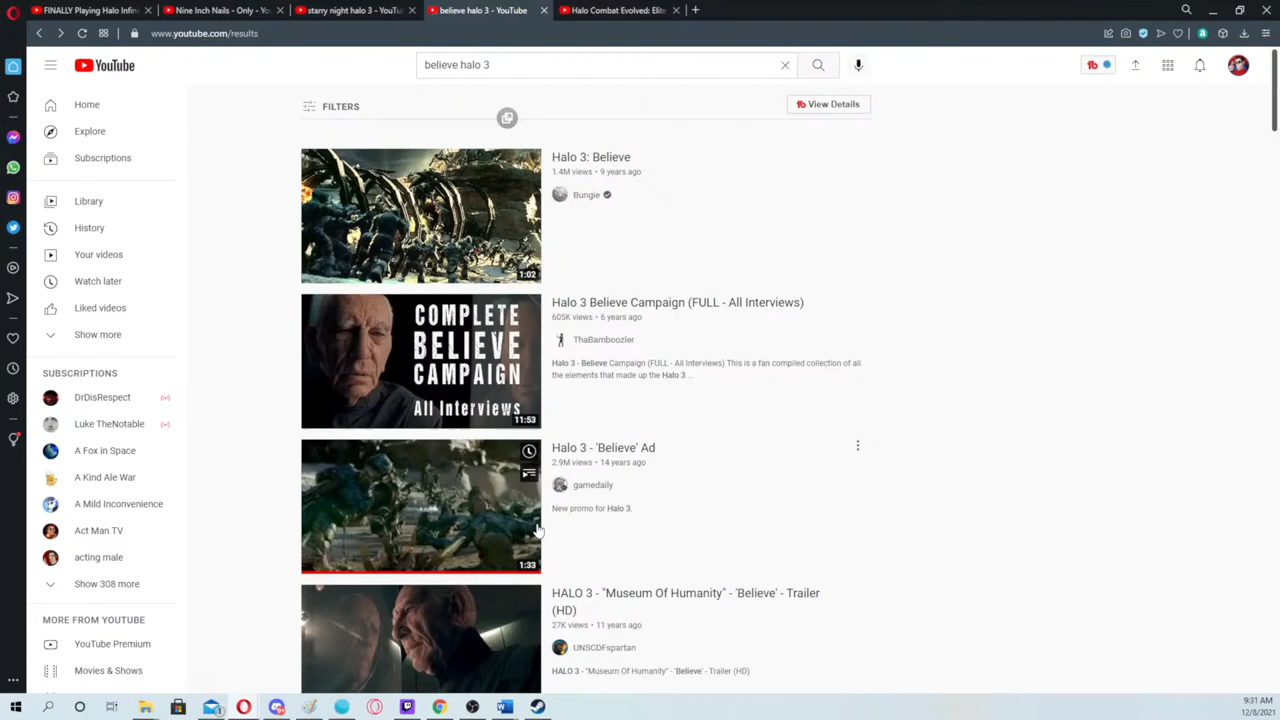 FINALLY Playing Halo Infini
Nine Inch Nails - Only - Yo
starry night halo 3 - YouTu
believe halo 3 - YouTube
Halo Combat Evolved: Elite
www.youtube.com/results
YouTube
believe halo 3
Home
Explore
Subscriptions
Library
History
Your videos
Watch later
Liked videos
Show more
SUBSCRIPTIONS
DrDisRespect
Luke TheNotable
A Fox in Space
A Kind Ale War
A Mild Inconvenience
Act Man TV
acting male
Show 308 more
MORE FROM YOUTUBE
YouTube Premium
Movies & Shows
FILTERS
View Details
1:02
Halo 3: Believe
1.4M views • 9 years ago
Bungie
COMPLETE
BELIEVE
CAMPAIGN
All Interviews
11:53
Halo 3 Believe Campaign (FULL - All Interviews)
605K views • 6 years ago
ThaBamboozler
Halo 3 - Believe Campaign (FULL - All Interviews) This is a fan compiled collection of all
the elements that made up the Halo 3 ...
1:33
Halo 3 - 'Believe' Ad
2.9M views • 14 years ago
gamedaily
New promo for Halo 3.
HALO 3 - "Museum Of Humanity" - 'Believe' - Trailer
(HD)
27K views • 11 years ago
UNSCDFspartan
HALO 3 - "Museum Of Humanity" - 'Believe' - Trailer (HD)
9:31 AM
12/8/2021